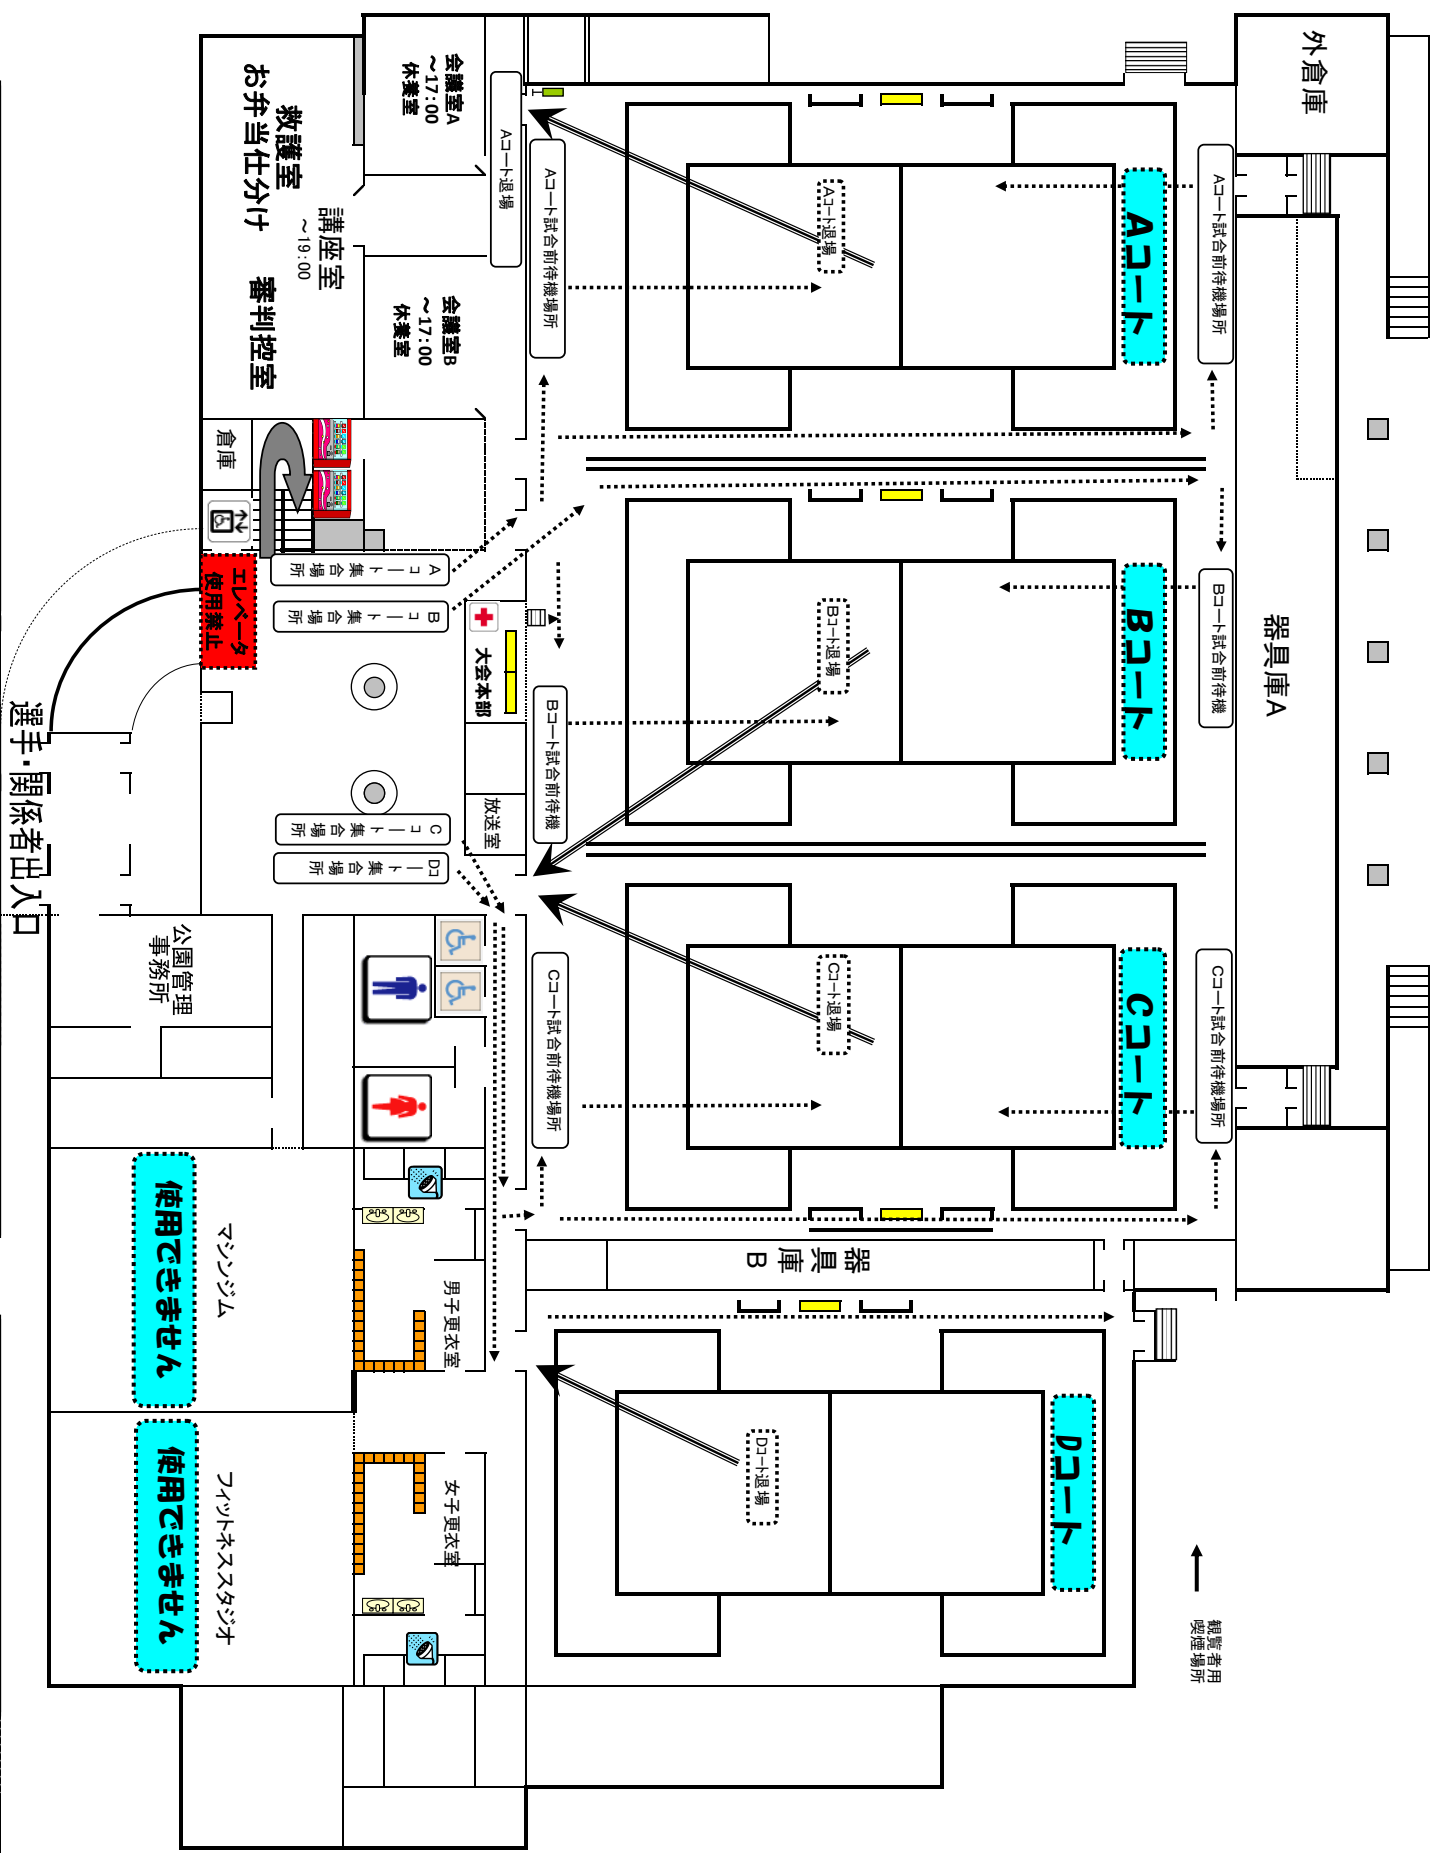 外倉庫
会議室A
～17:00
休養室
Aコート退場
救護室
お弁当仕分け
講座室
～19:00
審判控室
会議室B
～17:00
休養室
Aコート試合前待機場所
Aコート退場
Aコート
Aコート試合前待機場所
倉庫
エレベータ
使用禁止
Aコート集合場所
Bコート集合場所
大会本部
Bコート試合前待機
Bコート退場
Bコート
Bコート試合前待機
器具庫A
放送室
Cコート集合場所
Dコート集合場所
選手・関係者出入口
公園管理
事務所
Cコート試合前待機場所
Cコート退場
Cコート
Cコート試合前待機場所
器具庫B
使用できません
マシンジム
男子更衣室
使用できません
フィットネススタジオ
女子更衣室
Dコート退場
Dコート
観覧者用
喫煙場所